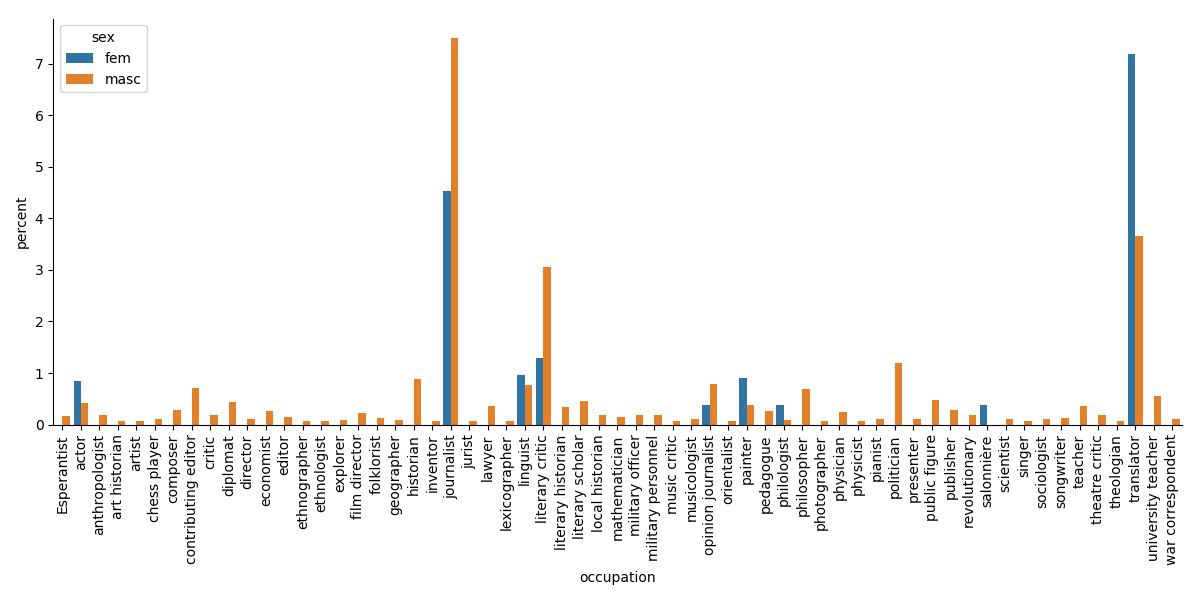 sex
fem
masc
7
6
5
4
3
2
1
0
percent
Esperantist
actor
anthropologist
art historian
artist
chess player
composer
contributing editor
critic
diplomat
director
economist
editor
ethnographer
ethnologist
explorer
film director
folklorist
geographer
historian
inventor
journalist
jurist
lawyer
lexicographer
linguist
literary critic
literary historian
literary scholar
local historian
mathematician
military officer
military personnel
music critic
musicologist
opinion journalist
orientalist
painter
pedagogue
philologist
philosopher
photographer
physician
physicist
pianist
politician
presenter
public figure
publisher
revolutionary
salonnière
scientist
singer
sociologist
songwriter
teacher
theatre critic
theologian
translator
university teacher
war correspondent
occupation